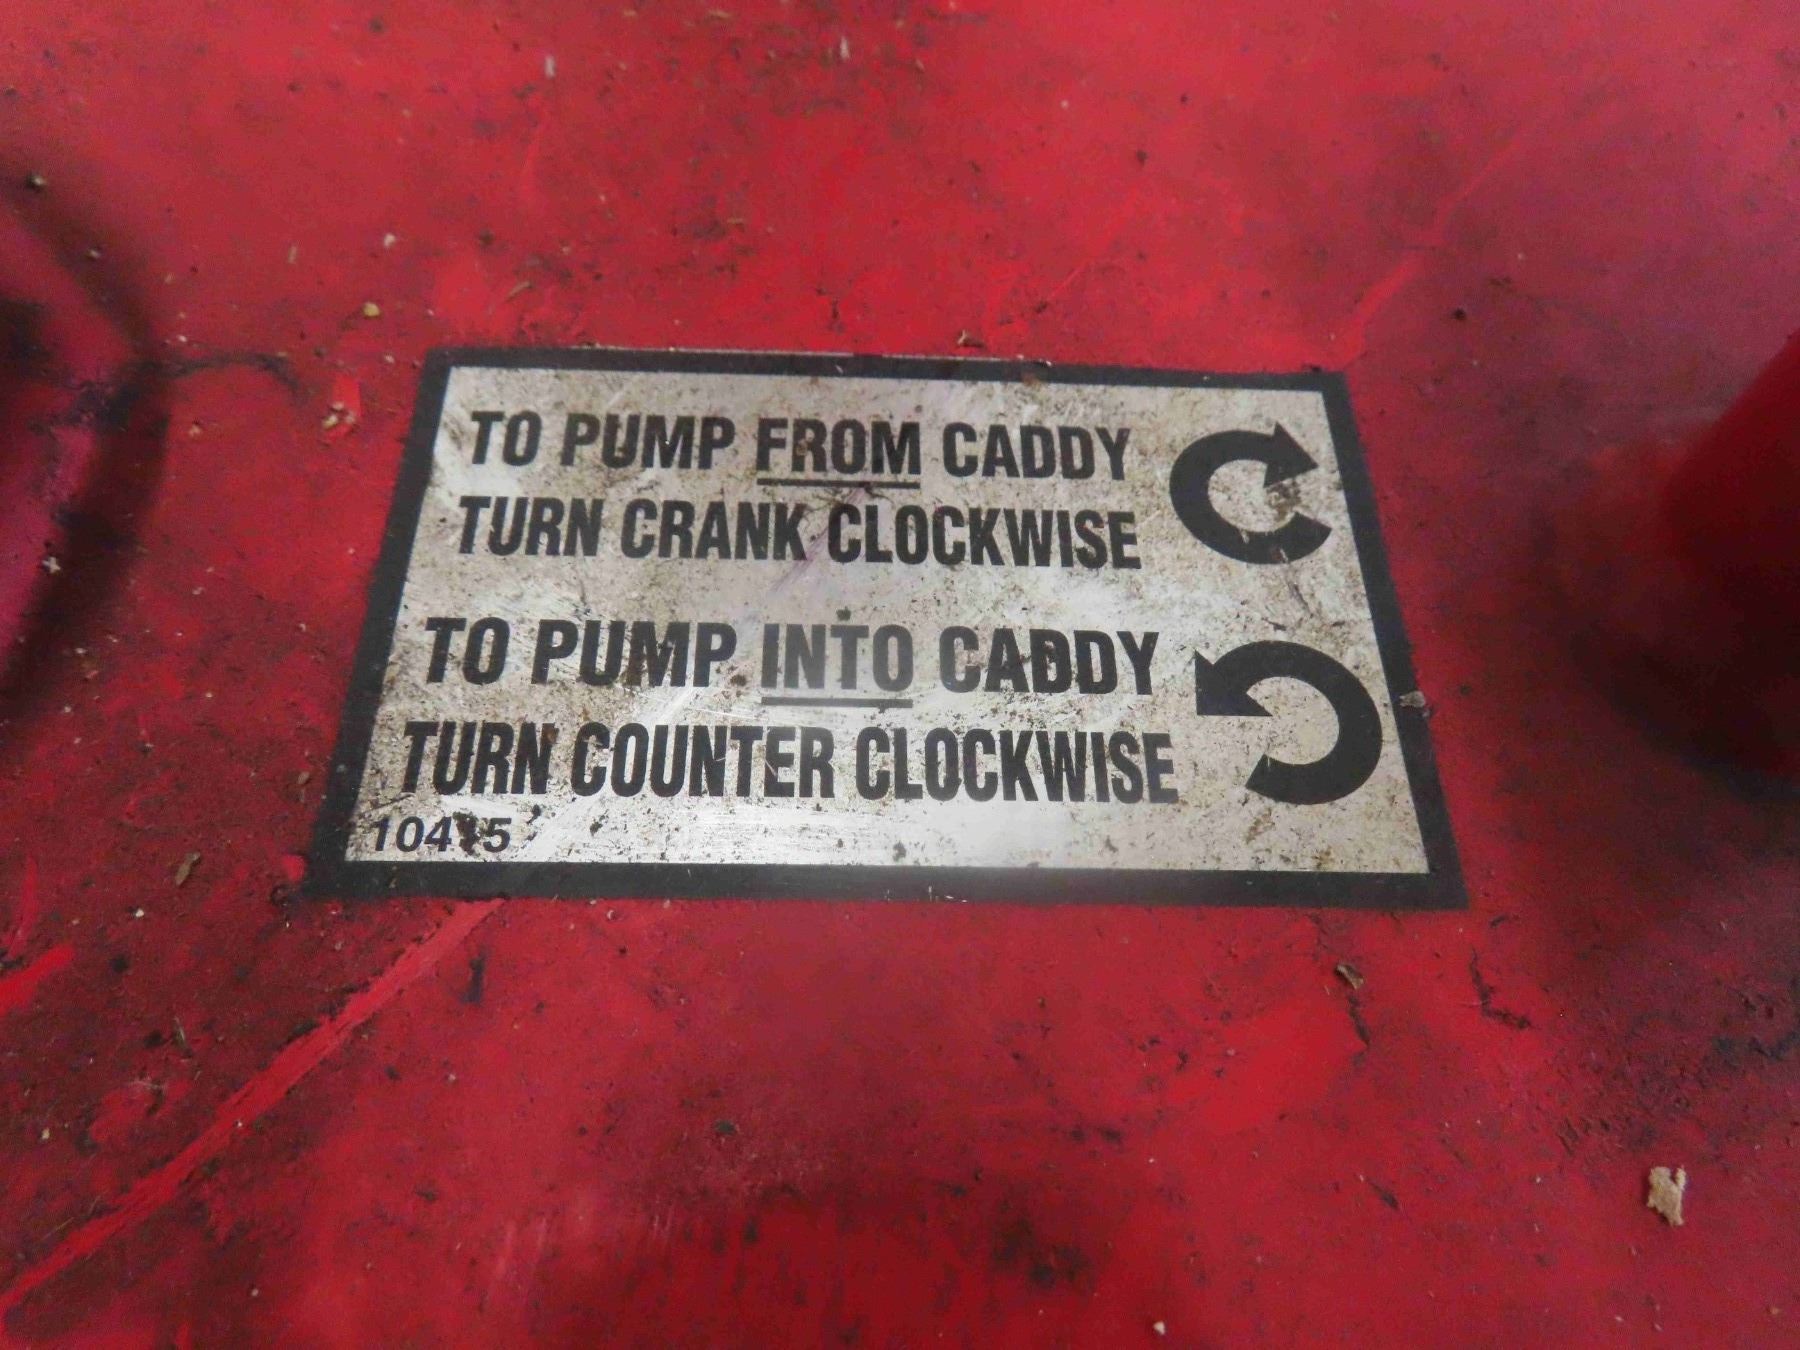 TO PUMP FROM CADDY
TURN CRANK CLOCKWISE
TO PUMP INTO CADDY
TURN COUNTER CLOCKWISE